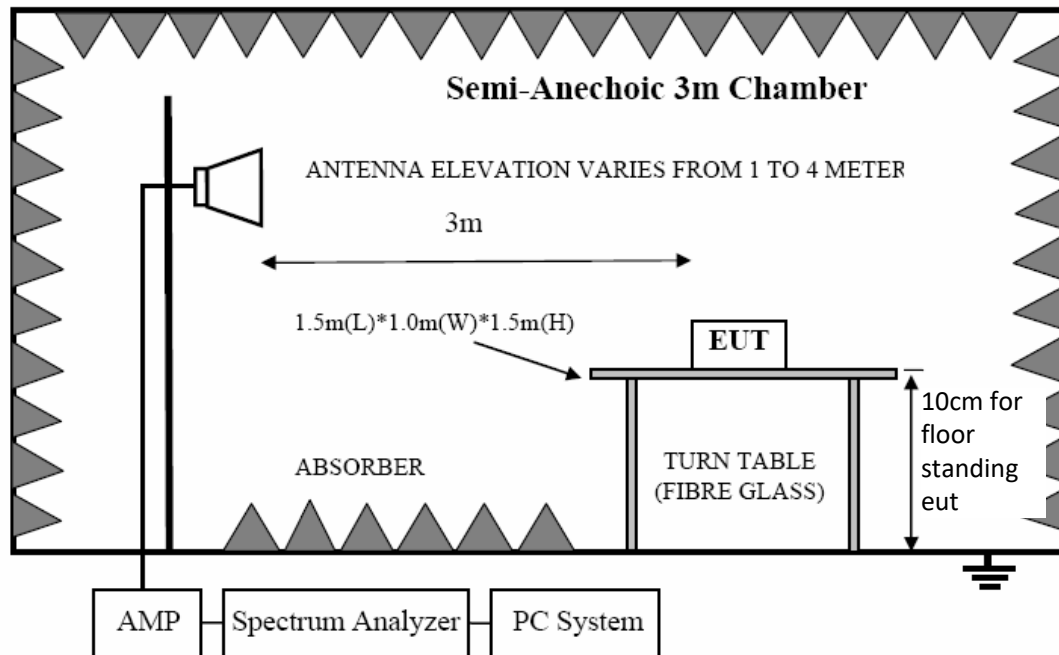 Semi-Anechoic 3m Chamber
ANTENNA ELEVATION VARIES FROM 1 TO 4 METER
3m
1.5m(L)*1.0m(W)*1.5m(H)
EUT
10cm for
floor
standing
eut
ABSORBER
TURN TABLE
(FIBRE GLASS)
AMP
Spectrum Analyzer
PC System